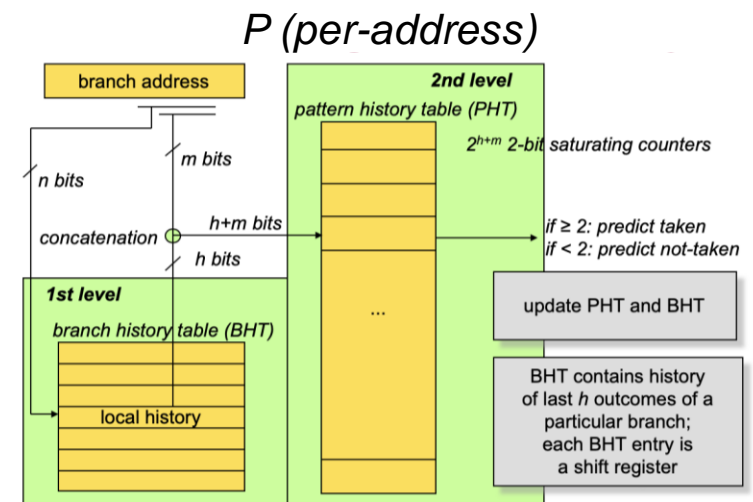 P (per-address)
branch address
2nd level
pattern history table (PHT)
2^{h+m} 2-bit saturating counters
m bits
n bits
h+m bits
concatenation
h bits
if ≥ 2: predict taken
if < 2: predict not-taken
1st level
branch history table (BHT)
local history
...
update PHT and BHT
BHT contains history
of last h outcomes of a
particular branch;
each BHT entry is
a shift register